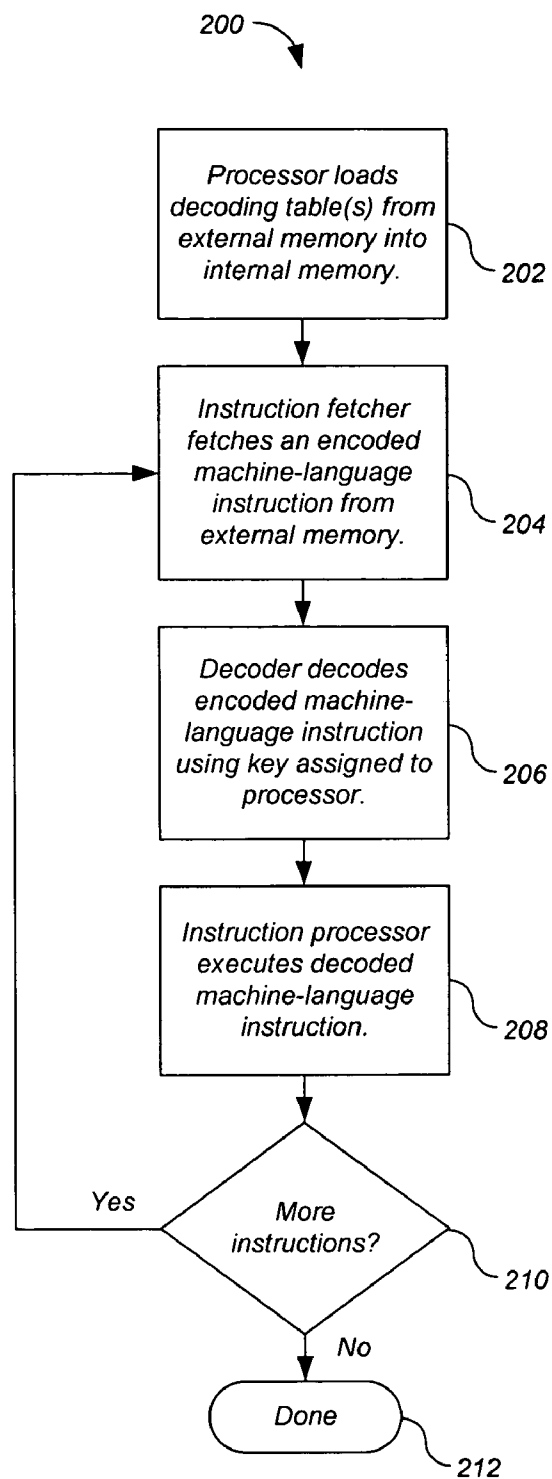 200
Processor loads
decoding table(s) from
external memory into
internal memory.
202
Instruction fetcher
fetches an encoded
machine-language
instruction from
external memory.
204
Decoder decodes
encoded machine-
language instruction
using key assigned to
processor.
206
Instruction processor
executes decoded
machine-language
instruction.
208
Yes
More
instructions?
210
No
Done
212